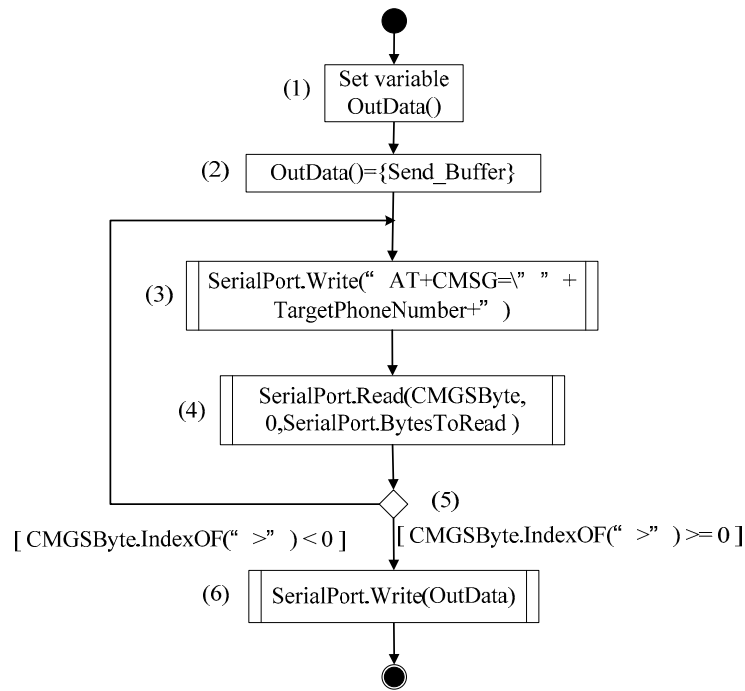 (1)
Set variable
OutData()
(2)
OutData()={Send_Buffer}
(3)
SerialPort.Write(“ AT+CMSG=\” ” +
TargetPhoneNumber+” )
(4)
SerialPort.Read(CMGSByte,
0,SerialPort.BytesToRead )
(5)
[ CMGSByte.IndexOF(“ >” ) < 0 ]
[ CMGSByte.IndexOF(“ >” ) >= 0 ]
(6)
SerialPort.Write(OutData)